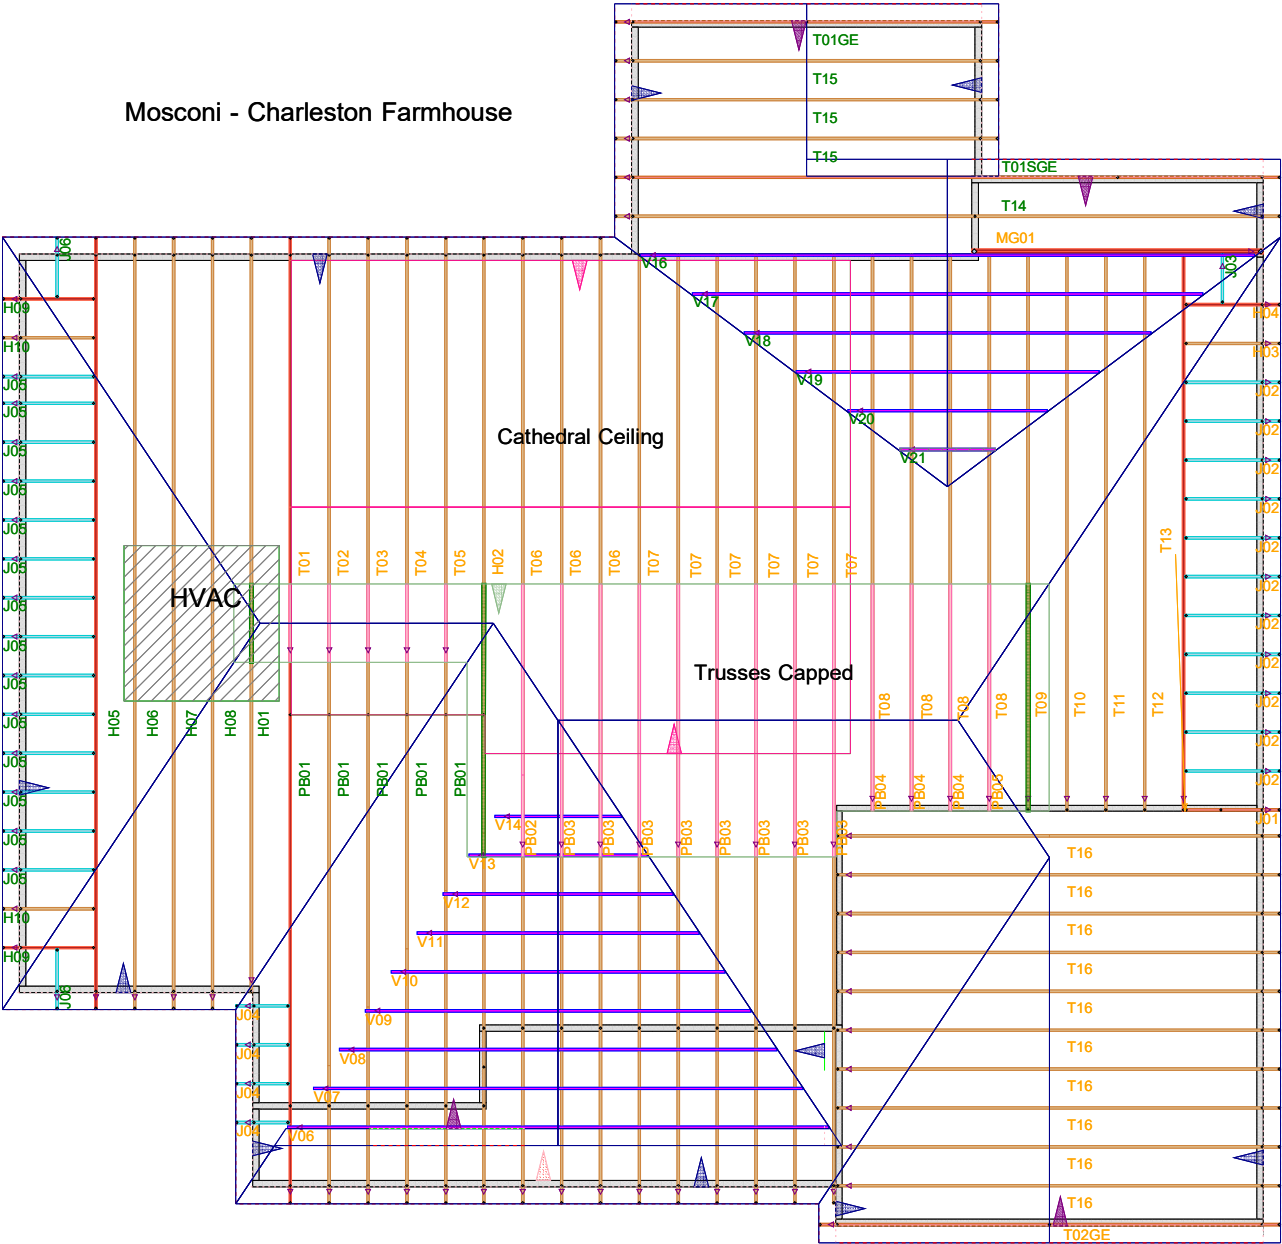 T01GE
T15
Mosconi - Charleston Farmhouse
T15
T15
T01SGE
T14
MG01
J06
V16
J03
H09
V17
H04
H10
V18
H03
J05
V19
J02
J05
V20
J02
J05
Cathedral Ceiling
V21
J02
J05
J02
J05
J02
T13
J05
T01
T02
T03
T04
T05
H02
T06
T06
T06
T07
T07
T07
T07
T07
T07
J02
J05
HVAC
J02
J05
J02
J05
Trusses Capped
J02
J05
H05
H06
H07
H08
H01
T08
T08
T08
T08
T09
T10
T11
T12
J02
J05
PB01
PB01
PB01
PB01
PB01
J02
J05
PB04
PB04
PB04
PB05
J01
J05
V14
PB02
PB03
PB03
PB03
PB03
PB03
PB03
PB03
PB03
T16
J05
V13
T16
H10
V12
T16
H09
V11
T16
J06
V10
T16
J04
V09
T16
J04
V08
T16
J04
V07
T16
J04
V06
T16
T16
T02GE